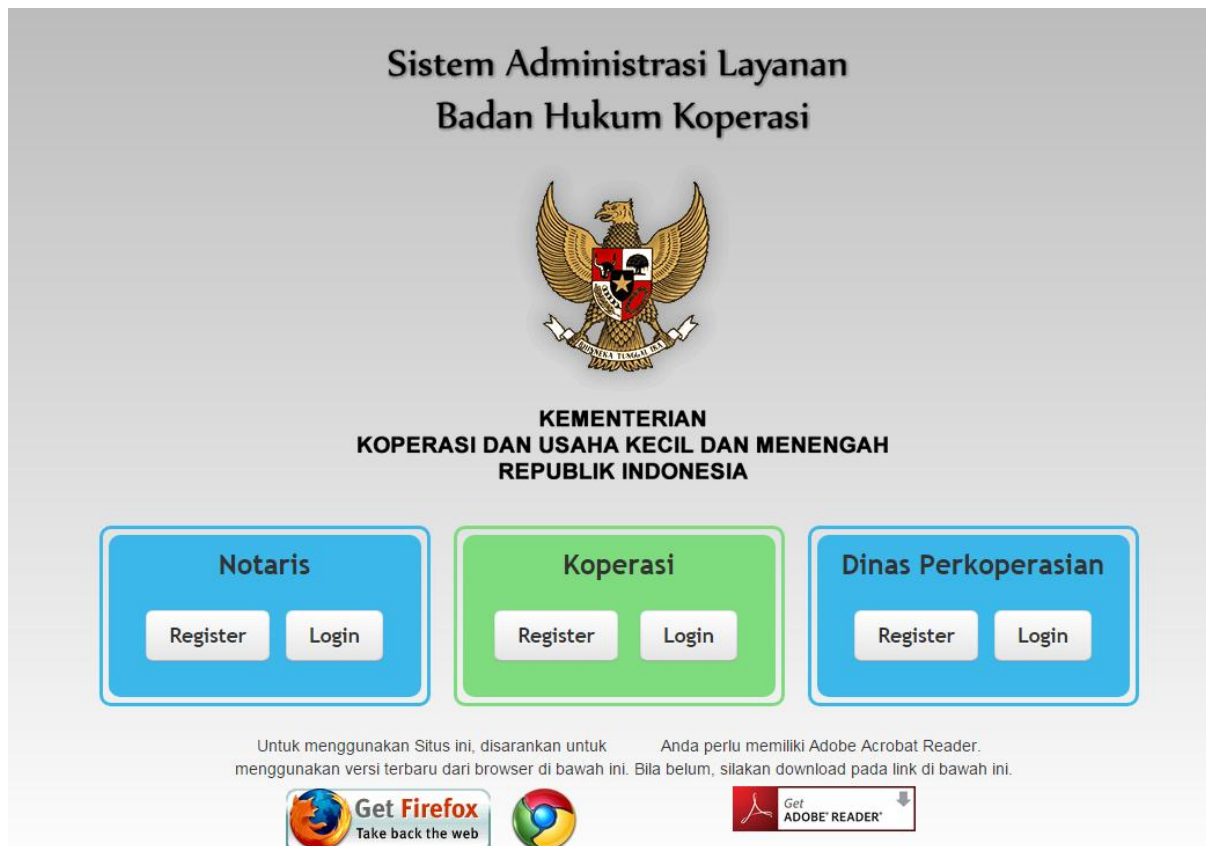 Sistem Administrasi Layanan
Badan Hukum Koperasi
BHINNEKA TUNGGAL IKA
KEMENTERIAN
KOPERASI DAN USAHA KECIL DAN MENENGAH
REPUBLIK INDONESIA
Notaris
Register
Login
Koperasi
Register
Login
Dinas Perkoperasian
Register
Login
Untuk menggunakan Situs ini, disarankan untuk
menggunakan versi terbaru dari browser di bawah ini.
Get Firefox
Take back the web
Anda perlu memiliki Adobe Acrobat Reader.
Bila belum, silakan download pada link di bawah ini.
Get
ADOBE® READER®